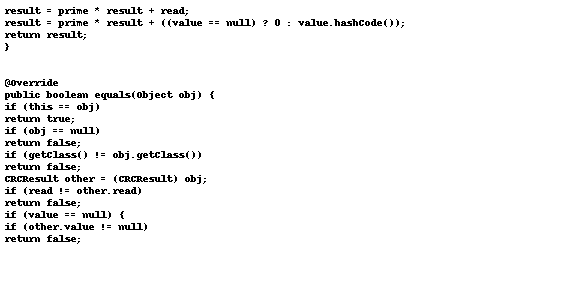 result = prime * result + read;
result = prime * result + ((value == null) ? 0 : value.hashCode());
return result;
}
@Override
public boolean equals(Object obj) {
if (this == obj)
return true;
if (obj == null)
return false;
if (getClass() != obj.getClass())
return false;
CRCResult other = (CRCResult) obj;
if (read != other.read)
return false;
if (value == null) {
if (other.value != null)
return false;